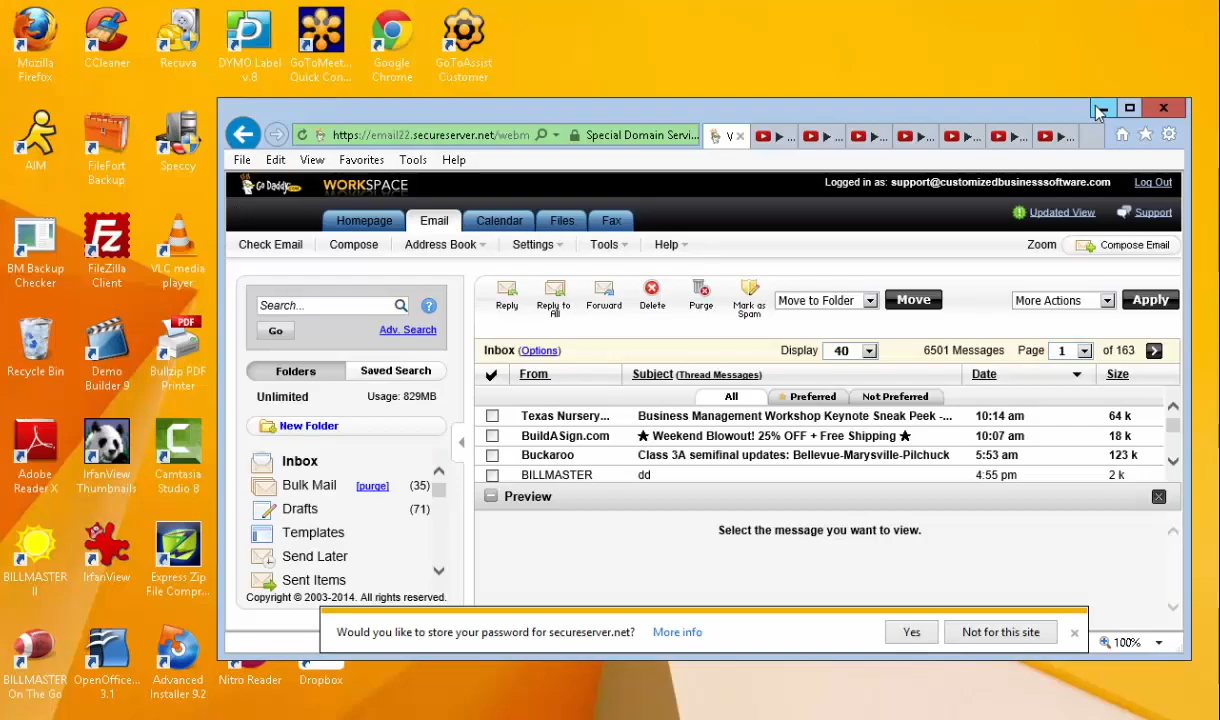 Mozilla Firefox
CCleaner
Recuva
DYMO Label v.8
GoToMeet... Quick Con...
Google Chrome
GoToAssist Customer
AIM
FileFort Backup
Speccy
BM Backup Checker
FileZilla Client
VLC media player
Recycle Bin
Demo Builder 9
PDF
Bullzip PDF Printer
Adobe Reader X
IrfanView Thumbnails
Camtasia Studio 8
BILLMASTER II
IrfanView
Express Zip File Compr...
BILLMASTER On The Go
OpenOffice... 3.1
Advanced Installer 9.2
Nitro Reader
Dropbox
https://email22.secureserver.net/webm
Special Domain Servi...
V
File Edit View Favorites Tools Help
Go Daddy.com WORKSPACE
Logged in as: support@customizedbusinesssoftware.com Log Out
Homepage Email Calendar Files Fax
Updated View Support
Check Email Compose Address Book Settings Tools Help
Zoom Compose Email
Search...
Go Adv. Search
Folders Saved Search
Unlimited Usage: 829MB
New Folder
Inbox
Bulk Mail [purge] (35)
Drafts (71)
Templates
Send Later
Sent Items
Copyright © 2003-2014. All rights reserved.
Reply Reply to All Forward Delete Purge Mark as Spam
Move to Folder Move More Actions Apply
Inbox (Options) Display 40 6501 Messages Page 1 of 163
From Subject (Thread Messages) Date Size
All Preferred Not Preferred
Texas Nursery... Business Management Workshop Keynote Sneak Peek -... 10:14 am 64 k
BuildASign.com ★ Weekend Blowout! 25% OFF + Free Shipping ★ 10:07 am 18 k
Buckaroo Class 3A semifinal updates: Bellevue-Marysville-Pilchuck 5:53 am 123 k
BILLMASTER dd 4:55 pm 2 k
Preview
Select the message you want to view.
Would you like to store your password for secureserver.net? More info Yes Not for this site
100%